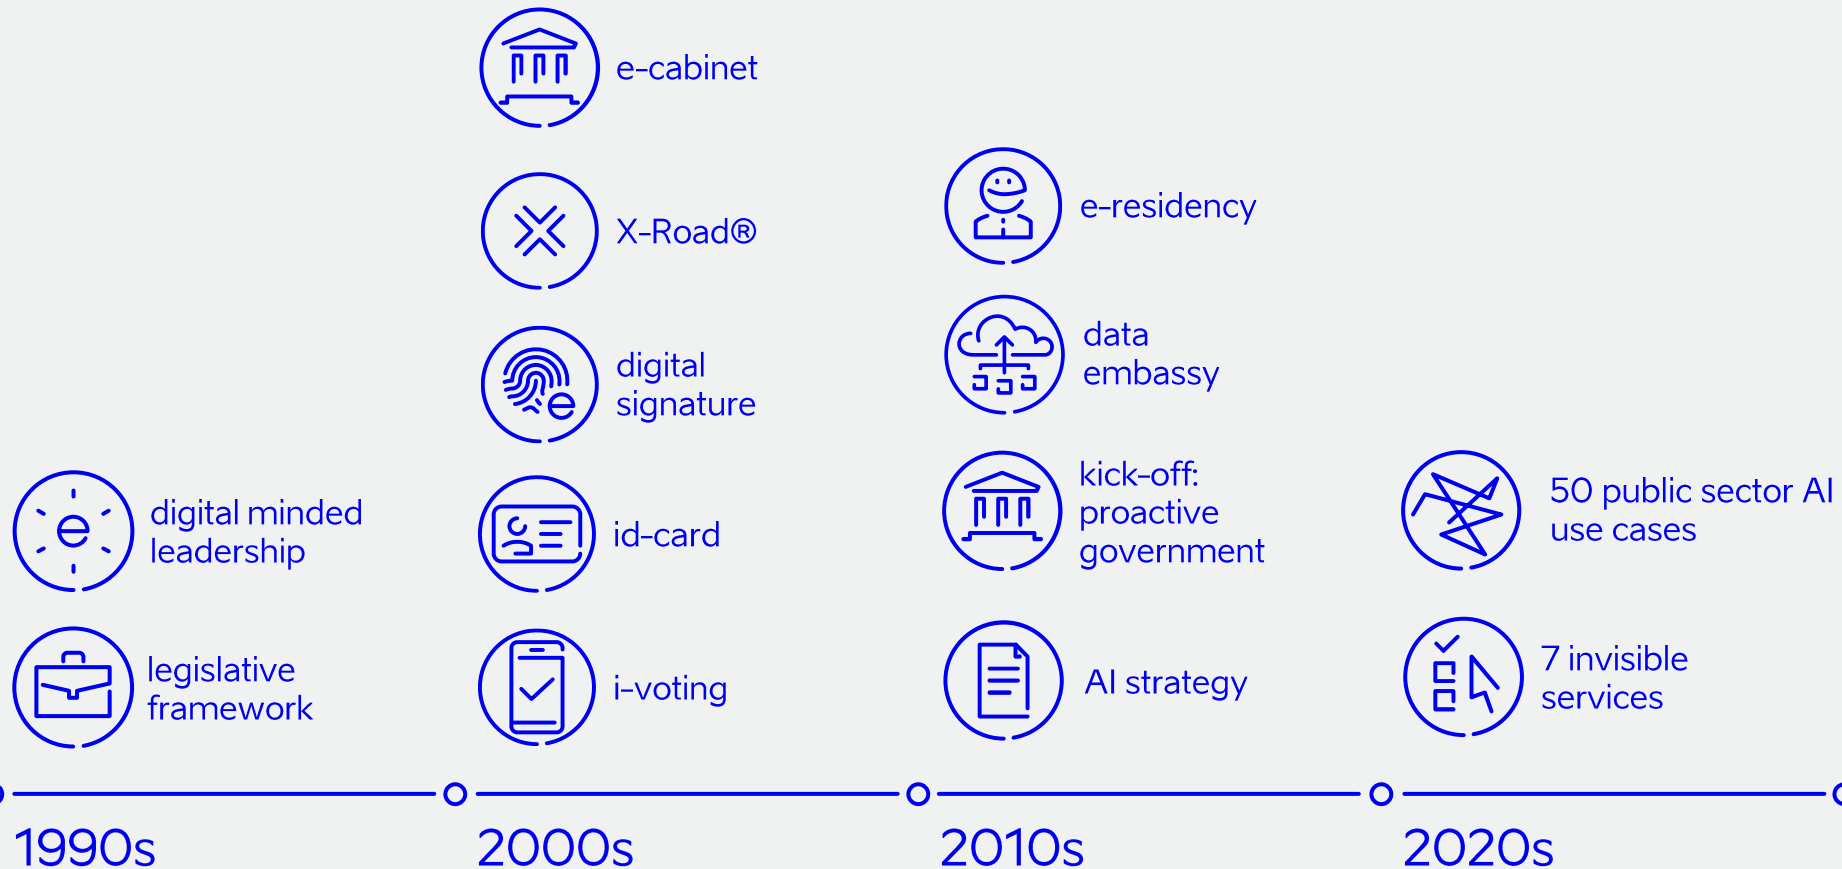 digital minded
leadership
legislative
framework
1990s
e-cabinet
X-Road®
digital
signature
id-card
i-voting
2000s
e-residency
data
embassy
kick-off:
proactive
government
AI strategy
2010s
50 public sector AI
use cases
7 invisible
services
2020s